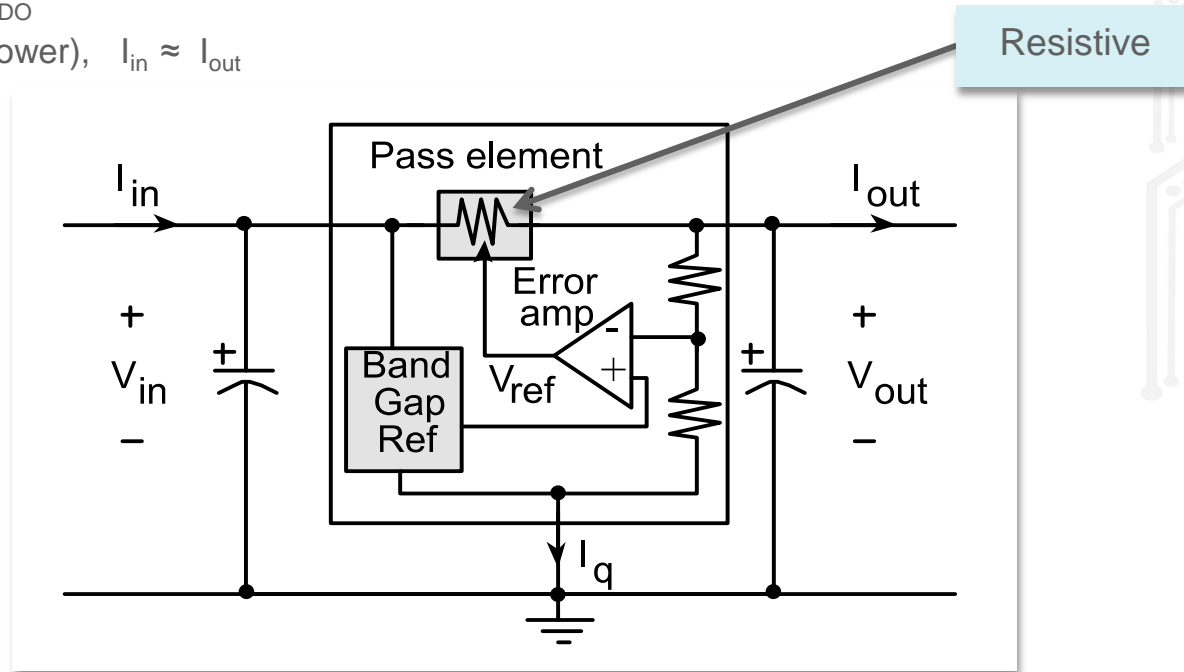 DO
ower), I_in ≈ I_out
Resistive
Pass element
I_in
I_out
Error
amp
-
+
+
V_in
−
+
Band
Gap
Ref
V_ref
+
+
V_out
−
I_q